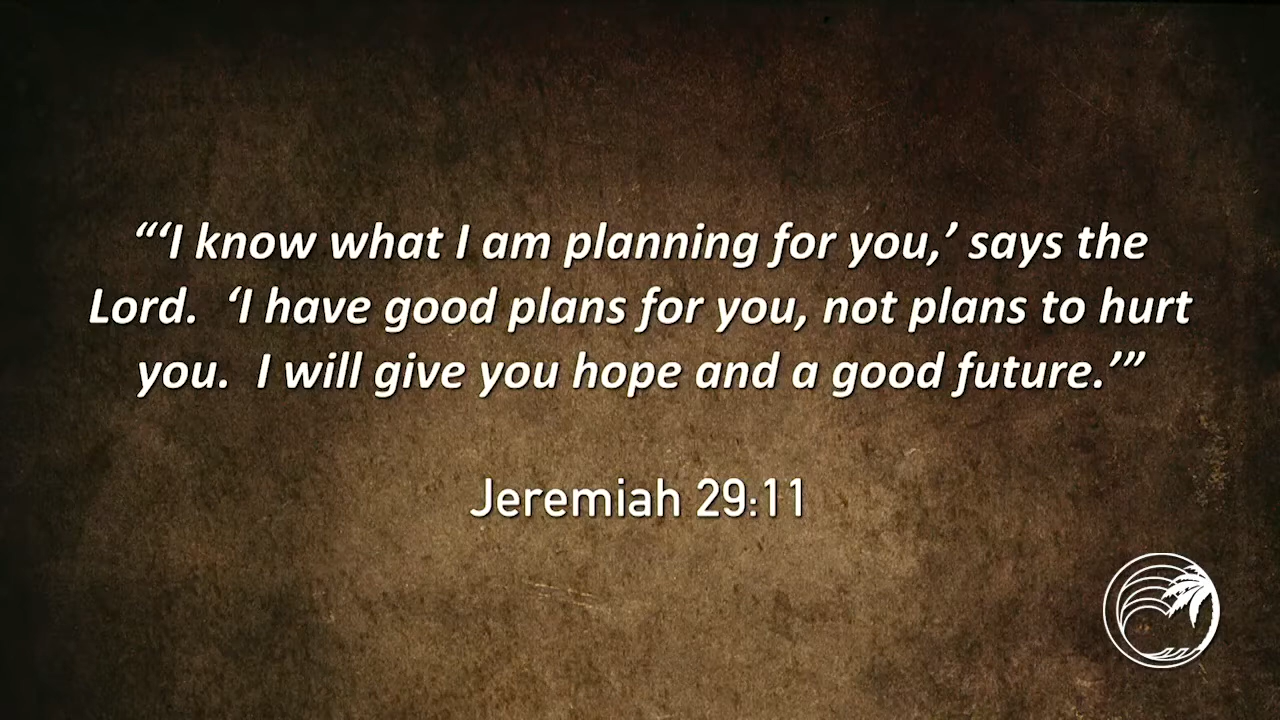 “‘I know what I am planning for you,’ says the
Lord.  ‘I have good plans for you, not plans to hurt
you.  I will give you hope and a good future.’”
Jeremiah 29:11